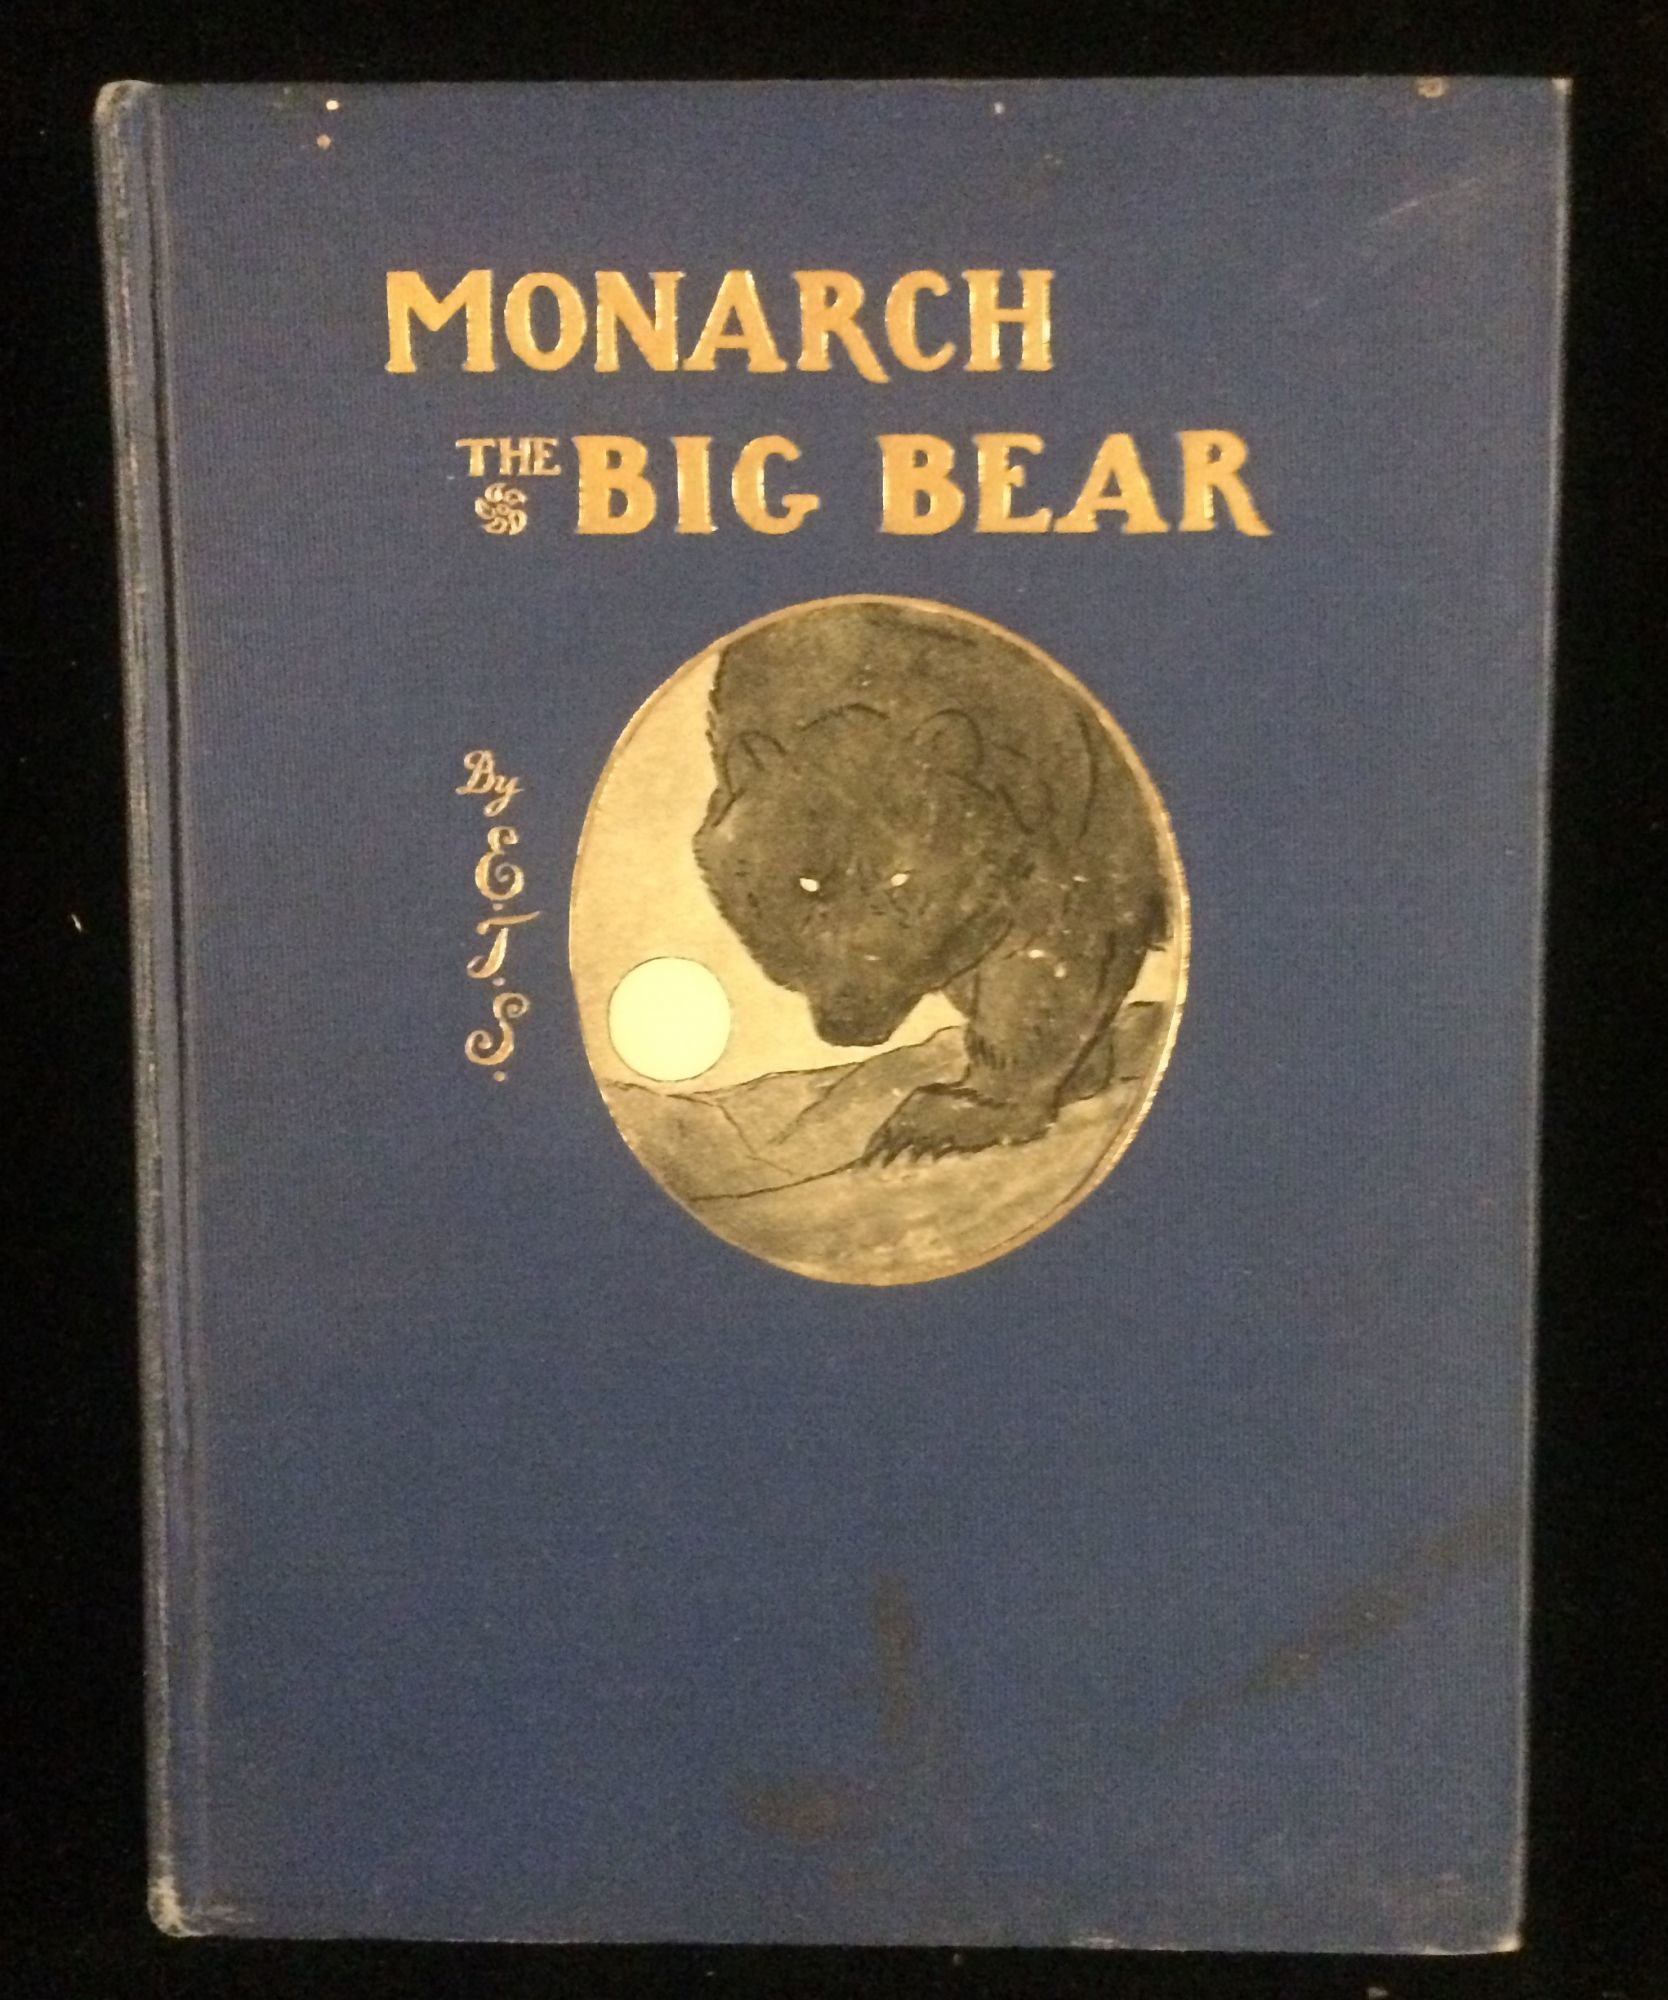 MONARCH
THE BIG BEAR
By E.T.S.